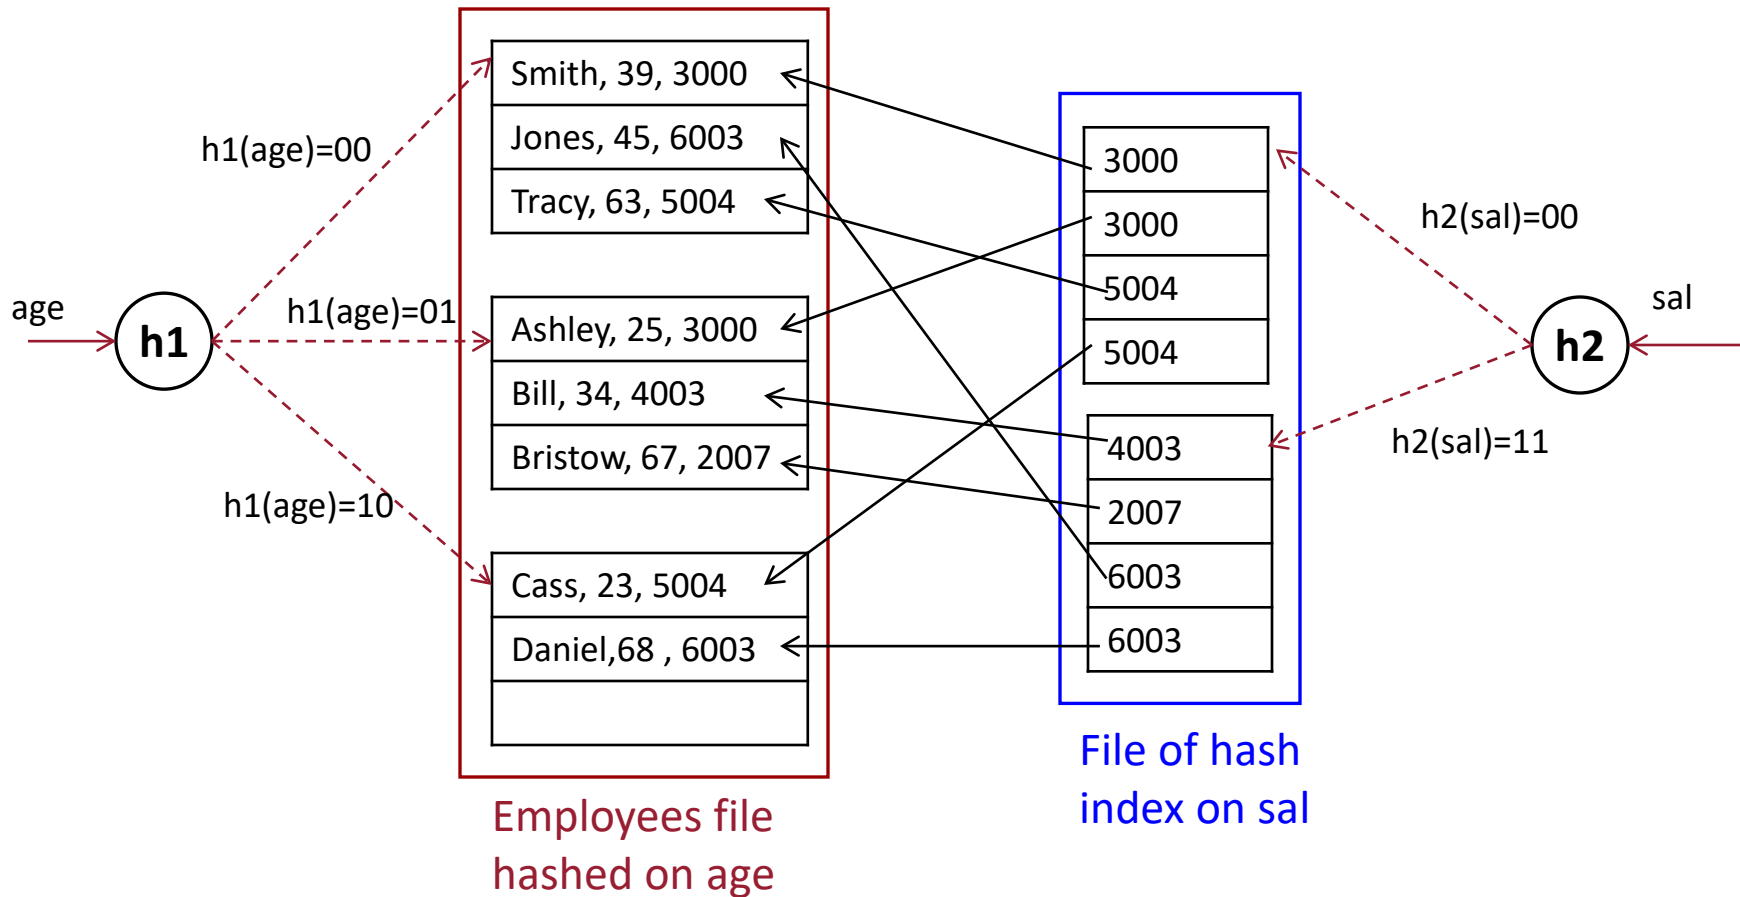 age
h1
h1(age)=00
h1(age)=01
h1(age)=10
Smith, 39, 3000
Jones, 45, 6003
Tracy, 63, 5004
Ashley, 25, 3000
Bill, 34, 4003
Bristow, 67, 2007
Cass, 23, 5004
Daniel,68 , 6003
Employees file
hashed on age
3000
3000
5004
5004
4003
2007
6003
6003
File of hash
index on sal
h2(sal)=00
h2(sal)=11
h2
sal